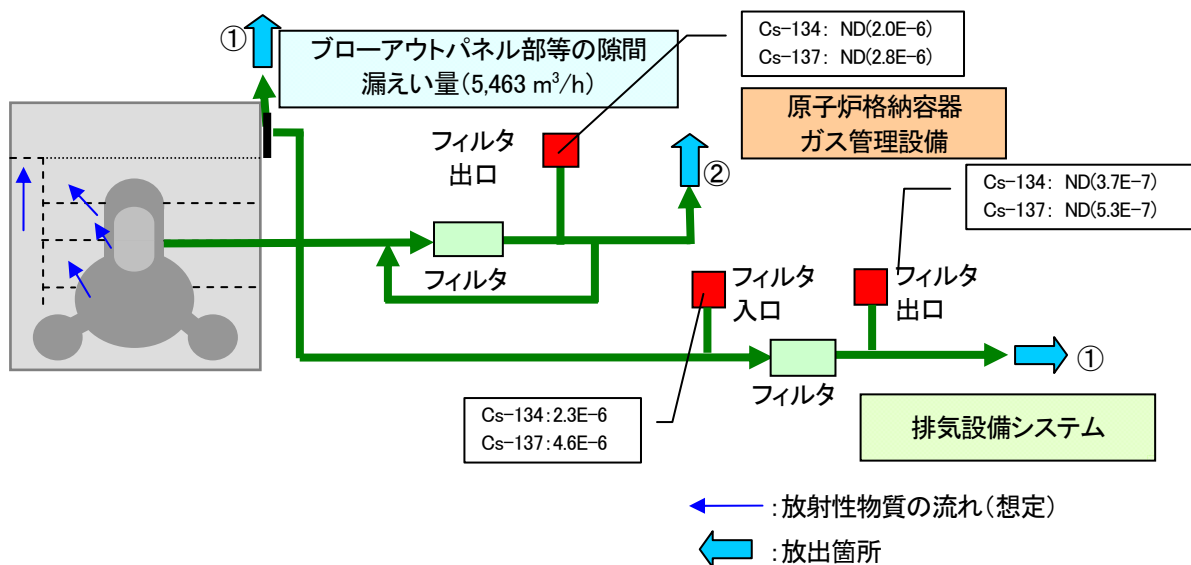 ①
ブローアウトパネル部等の隙間
漏えい量(5,463 m³/h)
Cs-134: ND(2.0E-6)
Cs-137: ND(2.8E-6)
原子炉格納容器
ガス管理設備
フィルタ
出口
②
Cs-134: ND(3.7E-7)
Cs-137: ND(5.3E-7)
フィルタ
フィルタ
入口
フィルタ
出口
①
フィルタ
Cs-134:2.3E-6
Cs-137:4.6E-6
排気設備システム
:放射性物質の流れ(想定)
:放出箇所